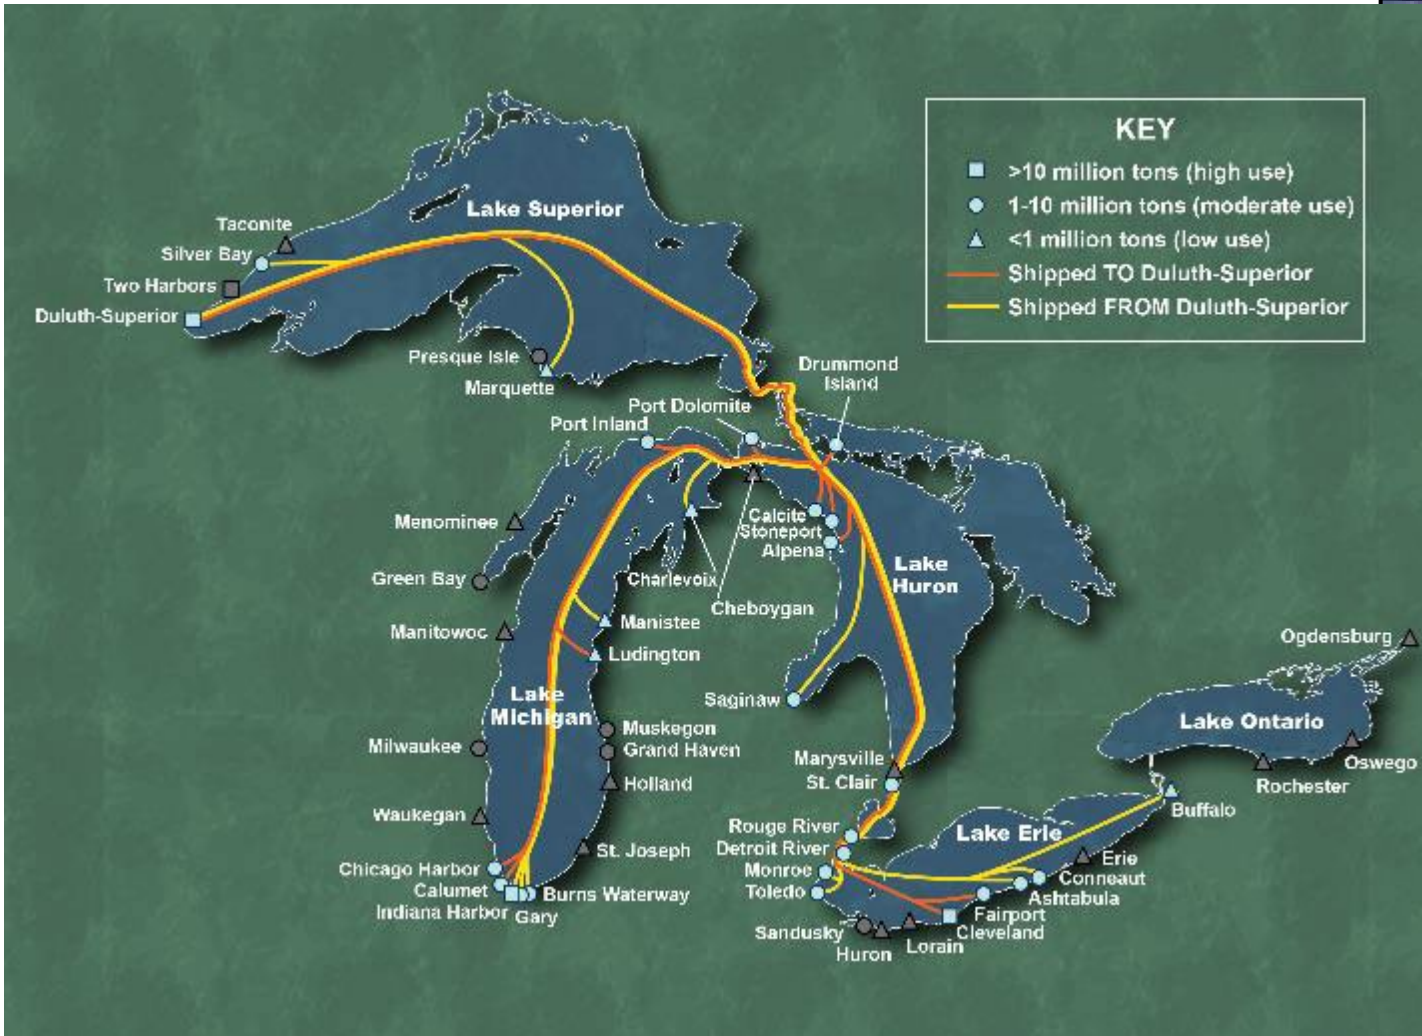 KEY
>10 million tons (high use)
1-10 million tons (moderate use)
<1 million tons (low use)
Shipped TO Duluth-Superior
Shipped FROM Duluth-Superior
Lake Superior
Taconite
Silver Bay
Two Harbors
Duluth-Superior
Presque Isle
Marquette
Drummond
Island
Port Dolomite
Port Inland
Menominee
Green Bay
Manitowoc
Milwaukee
Waukegan
Chicago Harbor
Calumet
Indiana Harbor
Gary
Burns Waterway
St. Joseph
Holland
Grand Haven
Muskegon
Ludington
Manistee
Lake
Michigan
Charlevoix
Cheboygan
Calcite
Stoneport
Alpena
Lake
Huron
Saginaw
Marysville
St. Clair
Rouge River
Detroit River
Monroe
Toledo
Sandusky
Huron
Lorain
Cleveland
Fairport
Ashtabula
Conneaut
Erie
Lake Erie
Buffalo
Lake Ontario
Rochester
Oswego
Ogdensburg